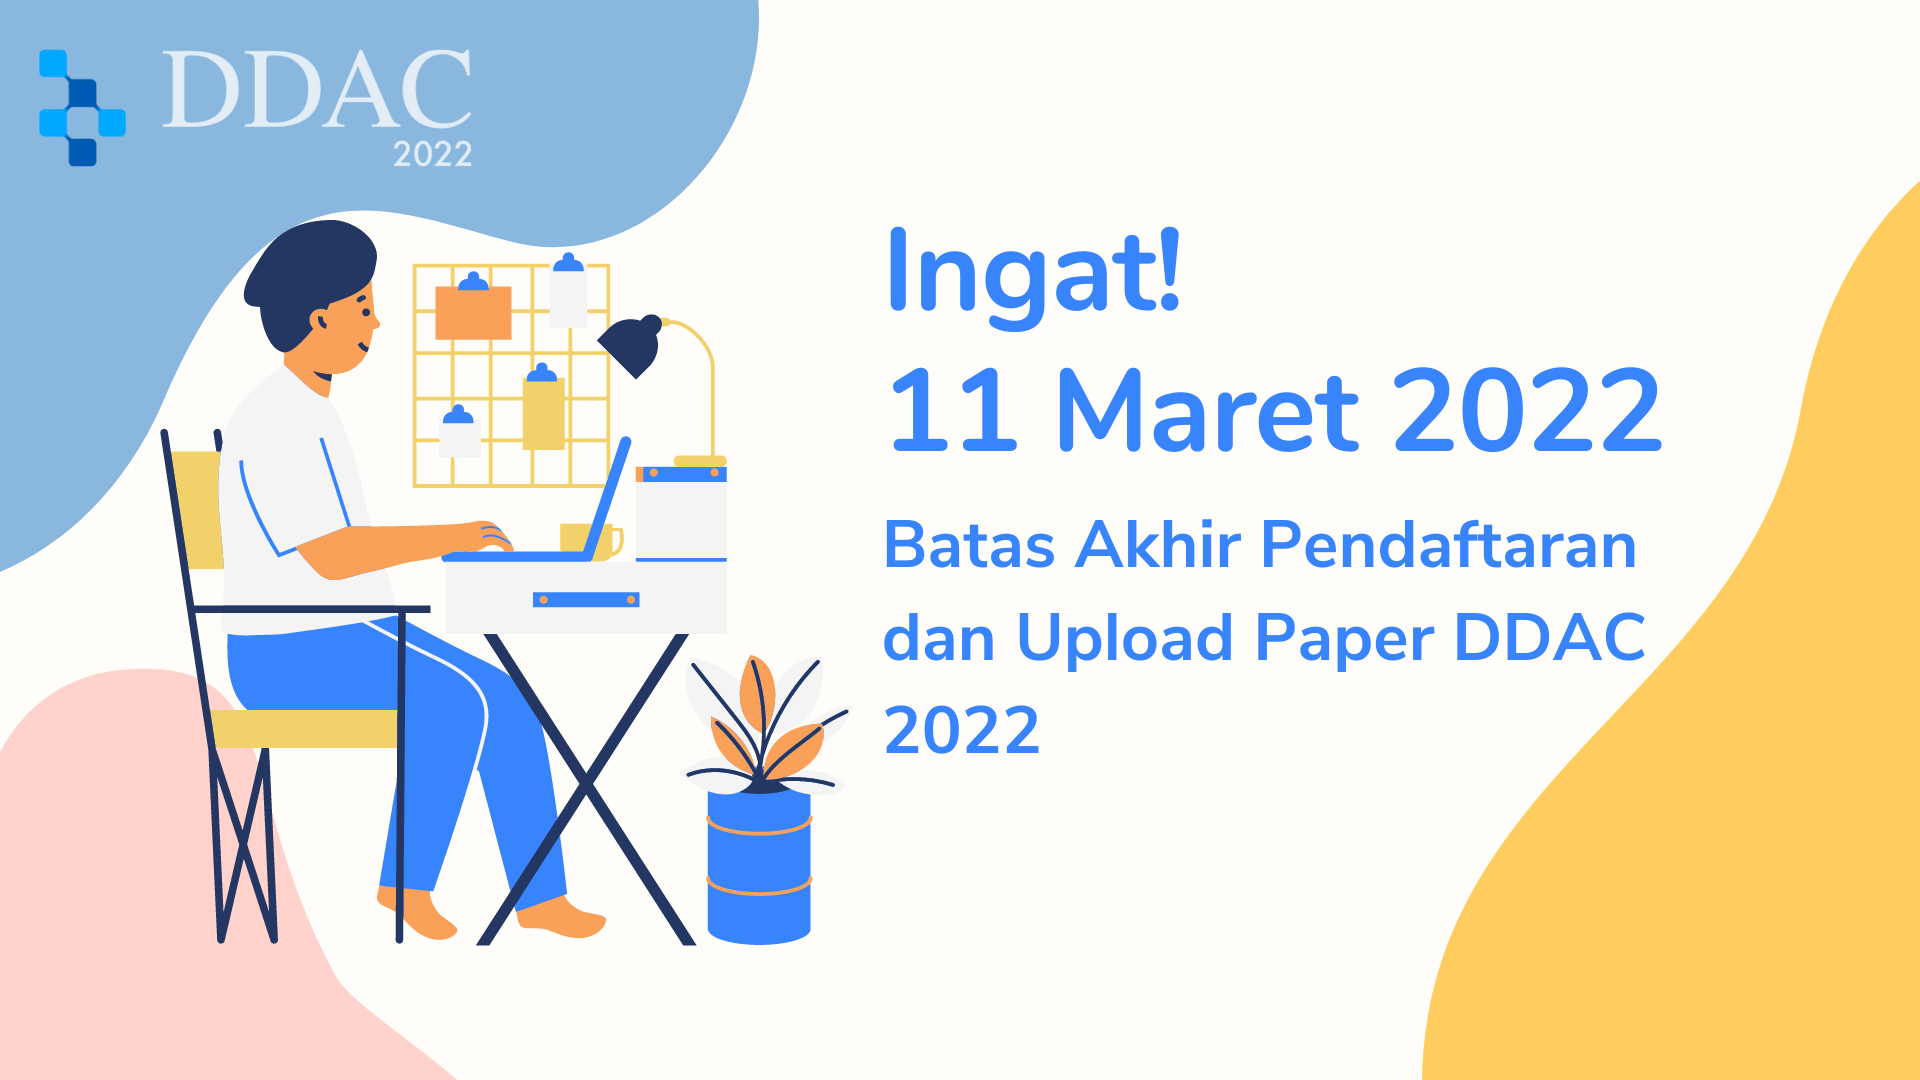 DDAC
2022
Ingat!
11 Maret 2022
Batas Akhir Pendaftaran
dan Upload Paper DDAC
2022